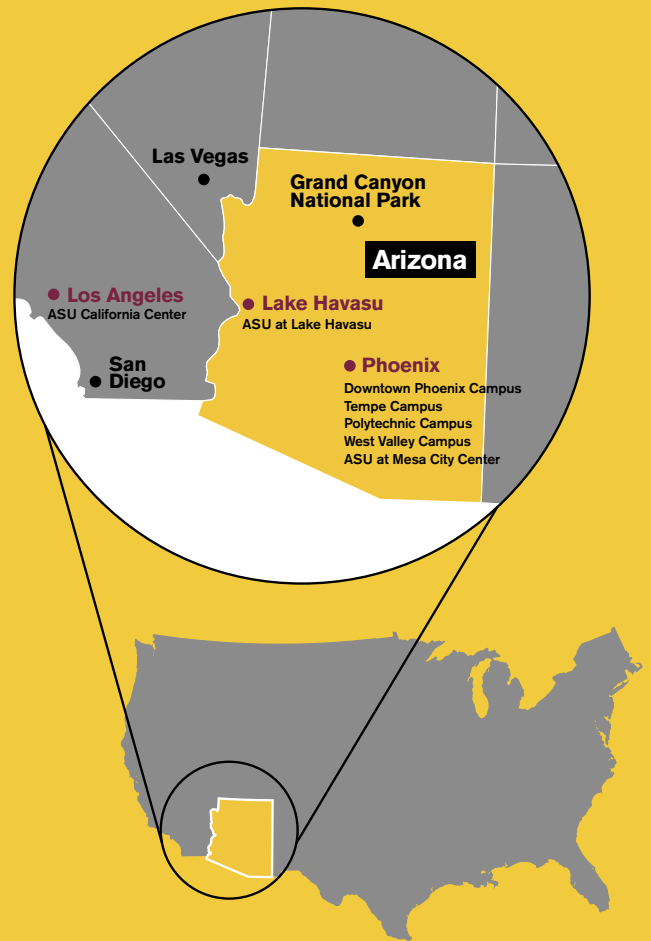 Las Vegas
Grand Canyon
National Park
Arizona
Los Angeles
ASU California Center
Lake Havasu
ASU at Lake Havasu
San
Diego
Phoenix
Downtown Phoenix Campus
Tempe Campus
Polytechnic Campus
West Valley Campus
ASU at Mesa City Center